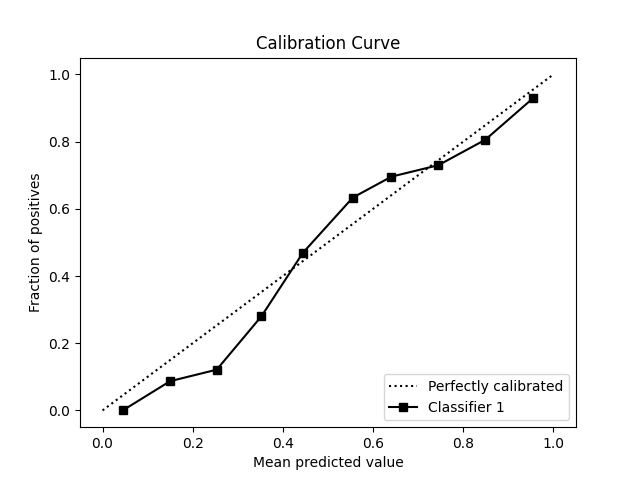 Calibration Curve
1.0
0.8
0.6
0.4
0.2
0.0
Fraction of positives
0.0 0.2 0.4 0.6 0.8 1.0
Mean predicted value
Perfectly calibrated
Classifier 1